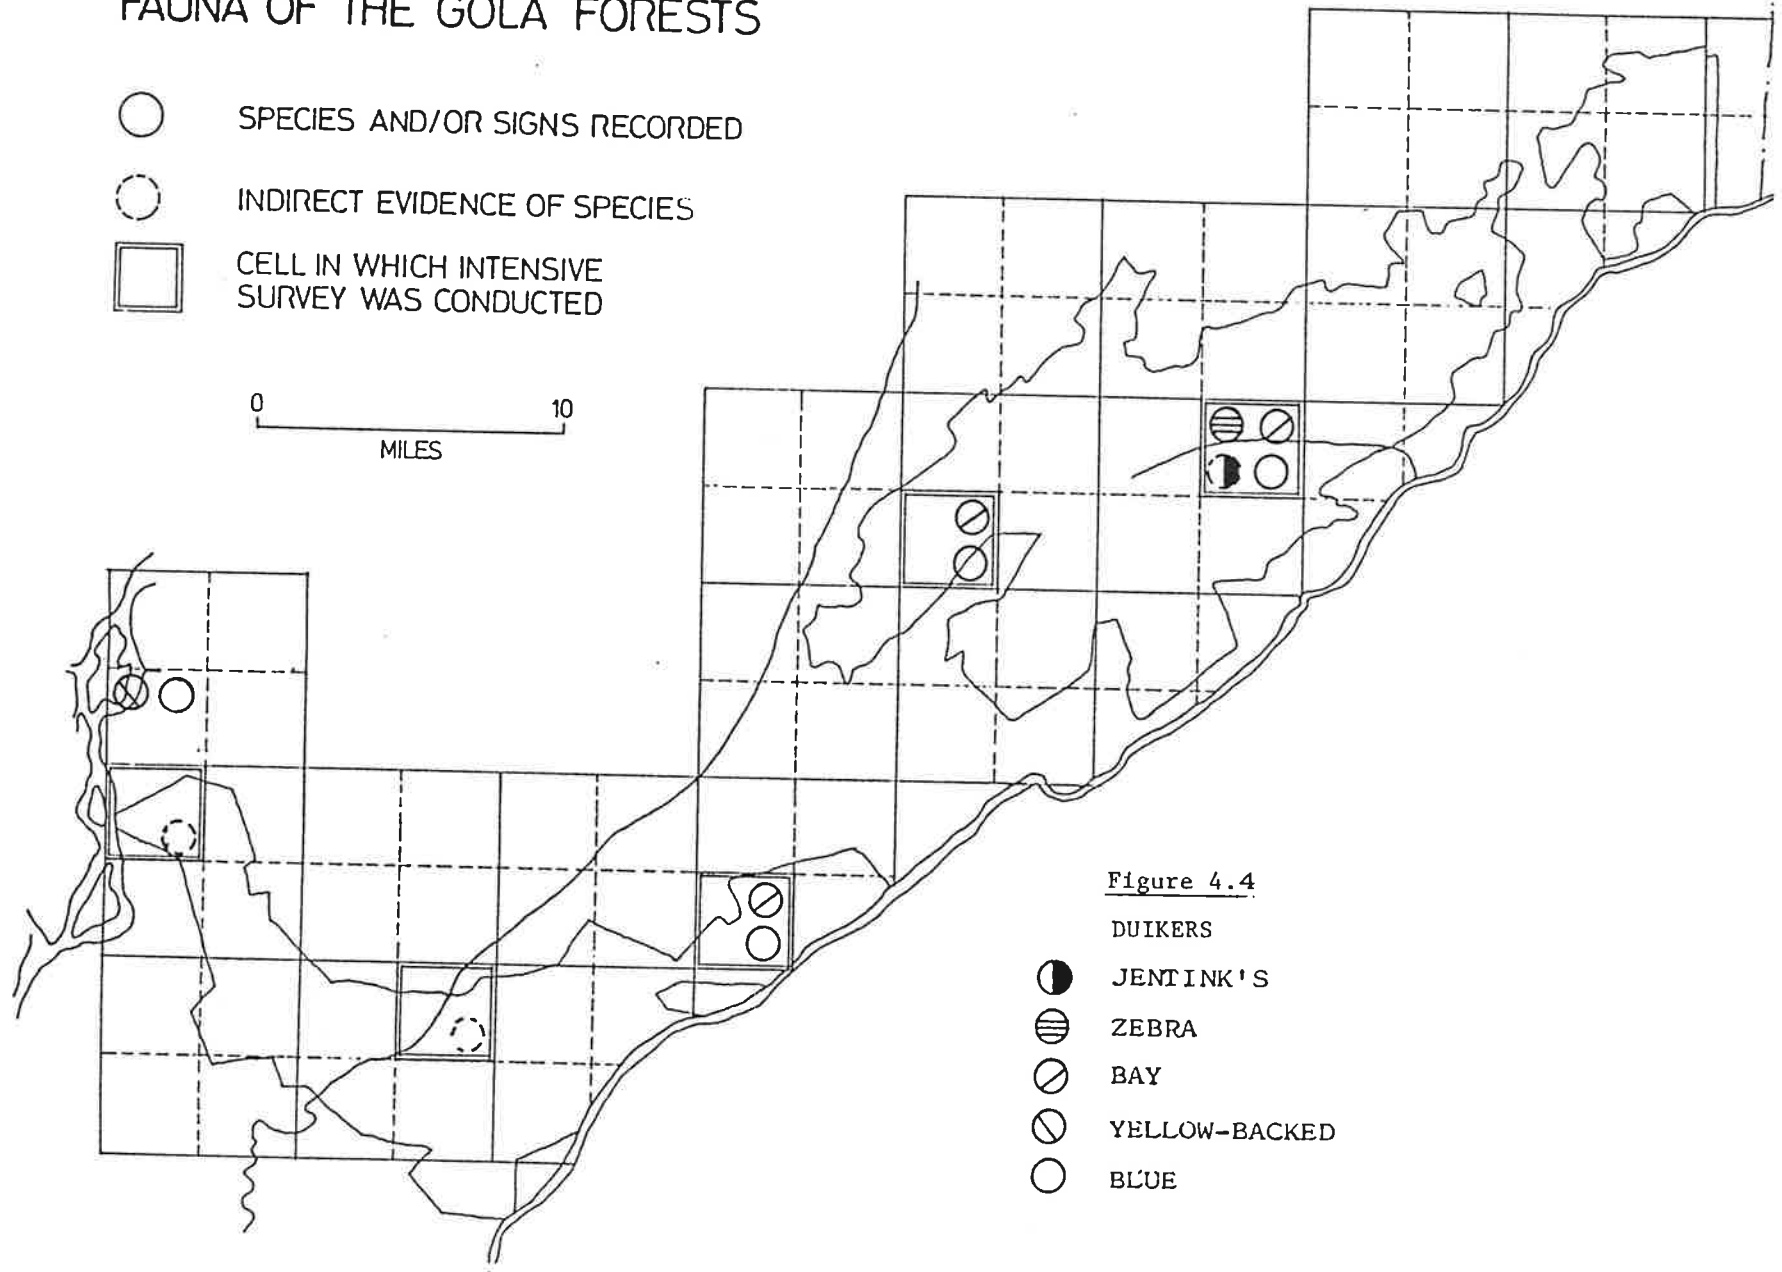 FAUNA OF THE GOLA FORESTS
SPECIES AND/OR SIGNS RECORDED
INDIRECT EVIDENCE OF SPECIES
CELL IN WHICH INTENSIVE
SURVEY WAS CONDUCTED
0 10
MILES
Figure 4.4
DUIKERS
JENTINK'S
ZEBRA
BAY
YELLOW-BACKED
BLUE